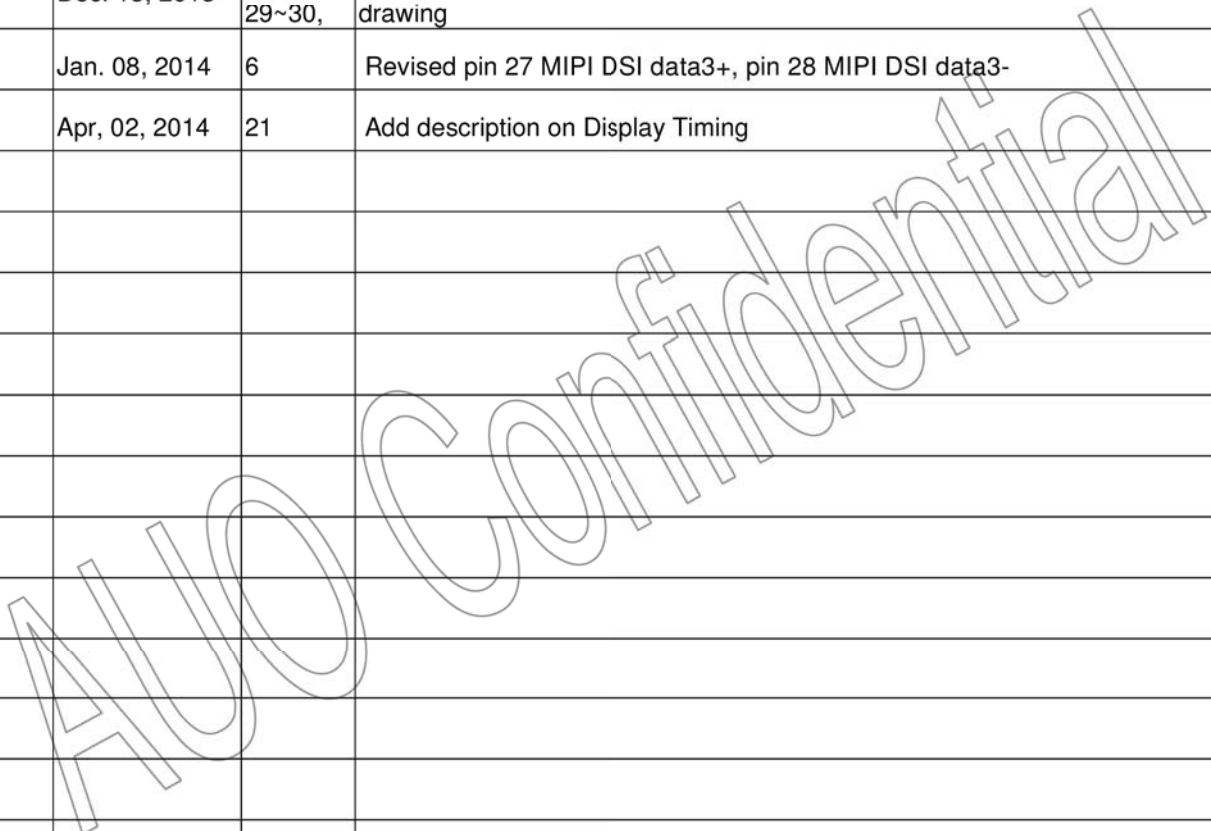 29~30, drawing
Jan. 08, 2014 6 Revised pin 27 MIPI DSI data3+, pin 28 MIPI DSI data3-
Apr, 02, 2014 21 Add description on Display Timing
AUO Confidential